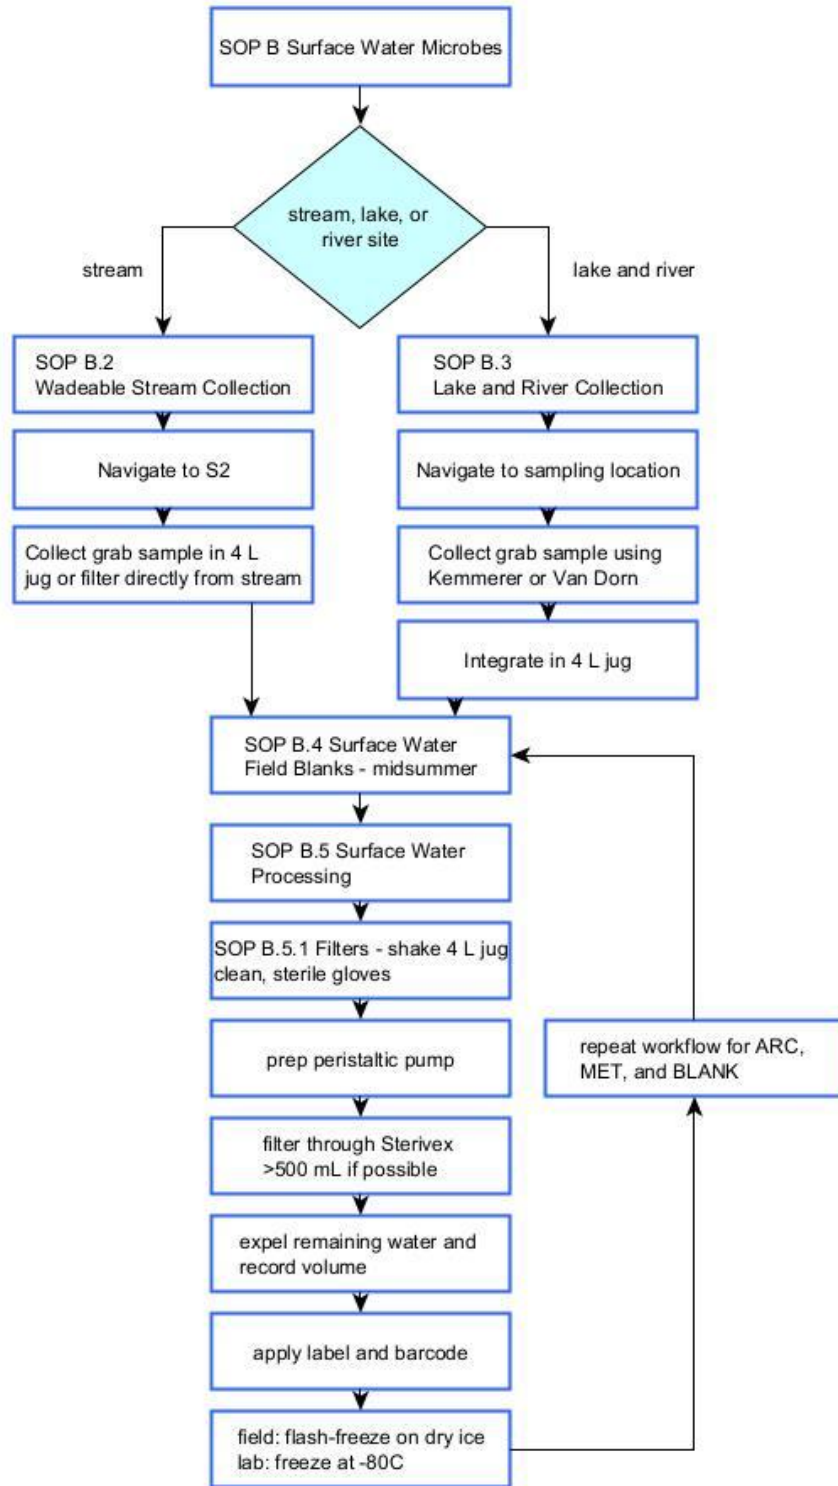 SOP B Surface Water Microbes
stream, lake, or
river site
stream
lake and river
SOP B.2
Wadeable Stream Collection
SOP B.3
Lake and River Collection
Navigate to S2
Navigate to sampling location
Collect grab sample in 4 L
jug or filter directly from stream
Collect grab sample using
Kemmerer or Van Dorn
Integrate in 4 L jug
SOP B.4 Surface Water
Field Blanks - midsummer
SOP B.5 Surface Water
Processing
SOP B.5.1 Filters - shake 4 L jug
clean, sterile gloves
prep peristaltic pump
repeat workflow for ARC,
MET, and BLANK
filter through Sterivex
>500 mL if possible
expel remaining water and
record volume
apply label and barcode
field: flash-freeze on dry ice
lab: freeze at -80C